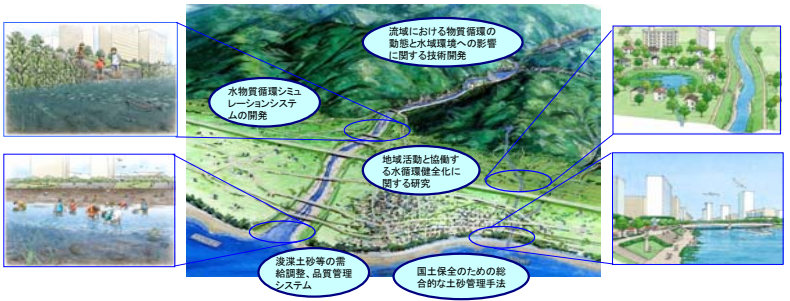 流域における物質循環の
動態と水域環境への影響
に関する技術開発
水物質循環シミュ
レーションシステ
ムの開発
地域活動と協働す
る水循環健全化に
関する研究
浚渫土砂等の需
給調整、品質管理
システム
国土保全のための総
合的な土砂管理手法